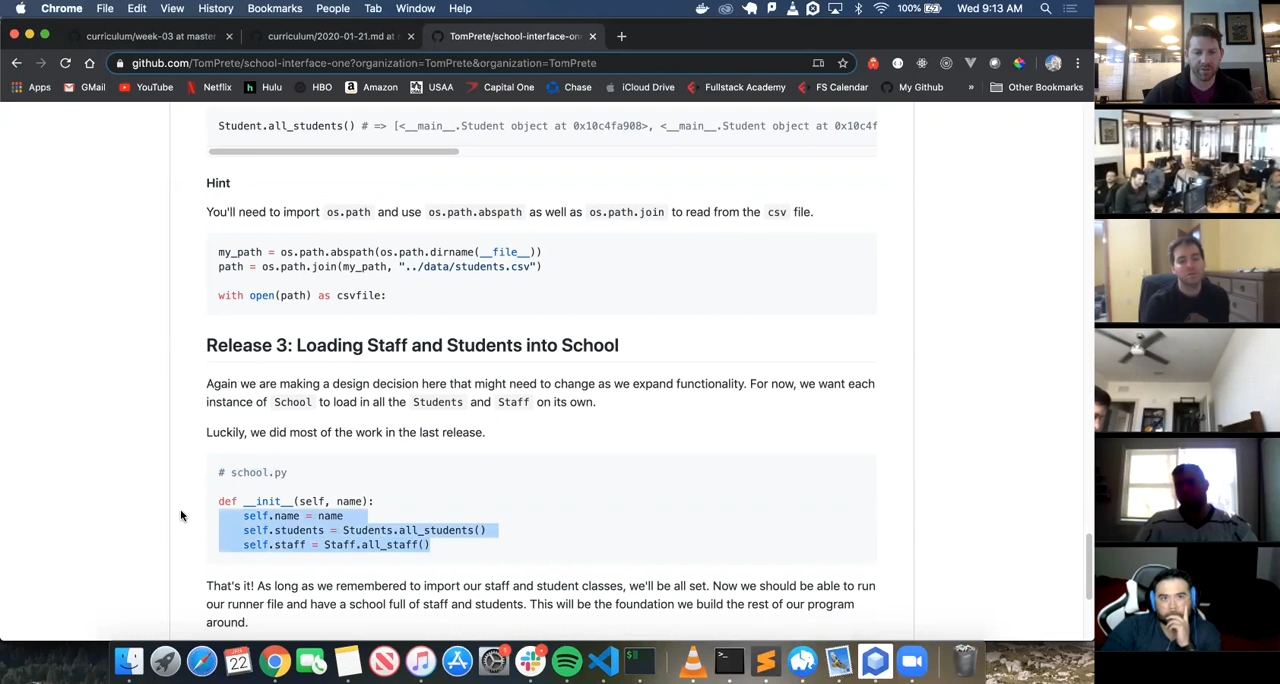 Chrome File Edit View History Bookmarks People Tab Window Help 100% Wed 9:13 AM
curriculum/week-03 at master curriculum/2020-01-21.md at m TomPrete/school-interface-one
github.com/TomPrete/school-interface-one?organization=TomPrete&organization=TomPrete
Apps GMail YouTube Netflix Hulu HBO Amazon USAA Capital One Chase iCloud Drive Fullstack Academy FS Calendar My Github » Other Bookmarks
Student.all_students() # => [<__main__.Student object at 0x10c4fa908>, <__main__.Student object at 0x10c4f
Hint
You'll need to import os.path and use os.path.abspath as well as os.path.join to read from the csv file.
my_path = os.path.abspath(os.path.dirname(__file__))
path = os.path.join(my_path, "../data/students.csv")
with open(path) as csvfile:
Release 3: Loading Staff and Students into School
Again we are making a design decision here that might need to change as we expand functionality. For now, we want each
instance of School to load in all the Students and Staff on its own.
Luckily, we did most of the work in the last release.
# school.py
def __init__(self, name):
self.name = name
self.students = Students.all_students()
self.staff = Staff.all_staff()
That's it! As long as we remembered to import our staff and student classes, we'll be all set. Now we should be able to run
our runner file and have a school full of staff and students. This will be the foundation we build the rest of our program
around.
22